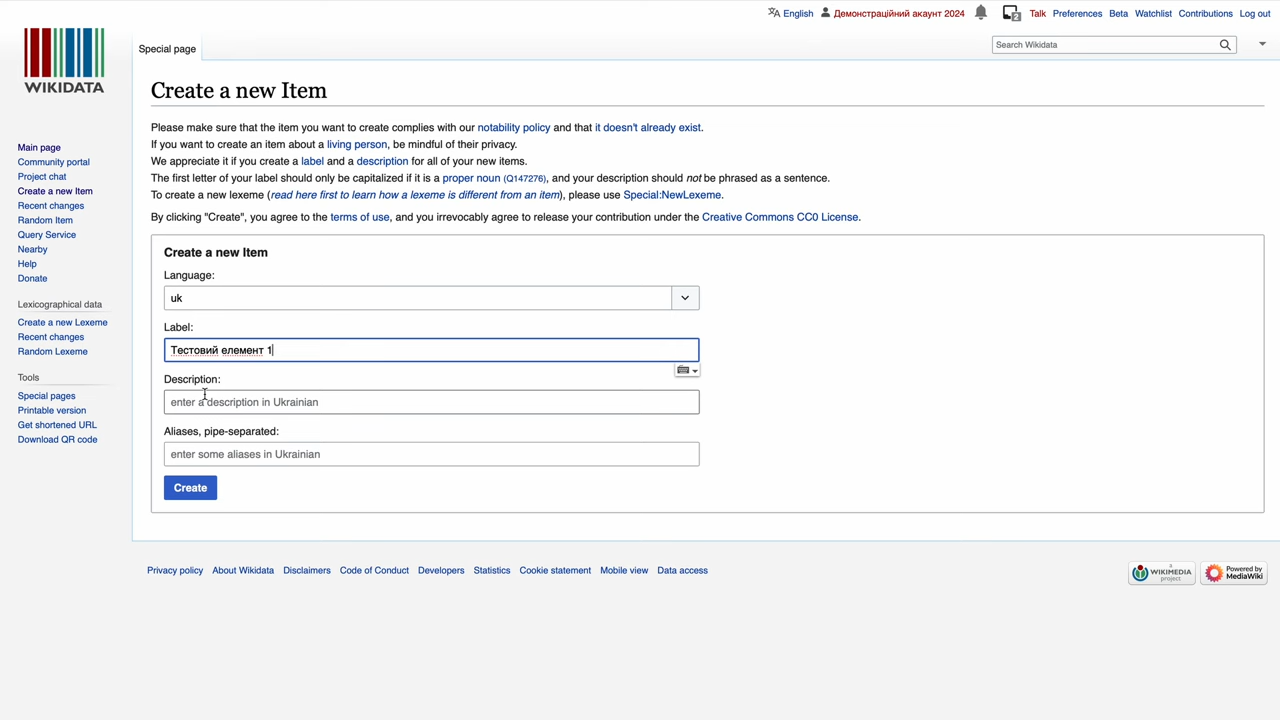 English Демонстраційний акаунт 2024 2 Talk Preferences Beta Watchlist Contributions Log out
Special page
Search Wikidata
WIKIDATA
Create a new Item
Please make sure that the item you want to create complies with our notability policy and that it doesn't already exist.
If you want to create an item about a living person, be mindful of their privacy.
We appreciate it if you create a label and a description for all of your new items.
The first letter of your label should only be capitalized if it is a proper noun (Q147276), and your description should not be phrased as a sentence.
To create a new lexeme (read here first to learn how a lexeme is different from an item), please use Special:NewLexeme.
By clicking "Create", you agree to the terms of use, and you irrevocably agree to release your contribution under the Creative Commons CC0 License.
Main page
Community portal
Project chat
Create a new Item
Recent changes
Random Item
Query Service
Nearby
Help
Donate
Lexicographical data
Create a new Lexeme
Recent changes
Random Lexeme
Tools
Special pages
Printable version
Get shortened URL
Download QR code
Create a new Item
Language:
uk
Label:
Тестовий елемент 1
Description:
enter a description in Ukrainian
Aliases, pipe-separated:
enter some aliases in Ukrainian
Create
Privacy policy About Wikidata Disclaimers Code of Conduct Developers Statistics Cookie statement Mobile view Data access
A WIKIMEDIA project
Powered by MediaWiki